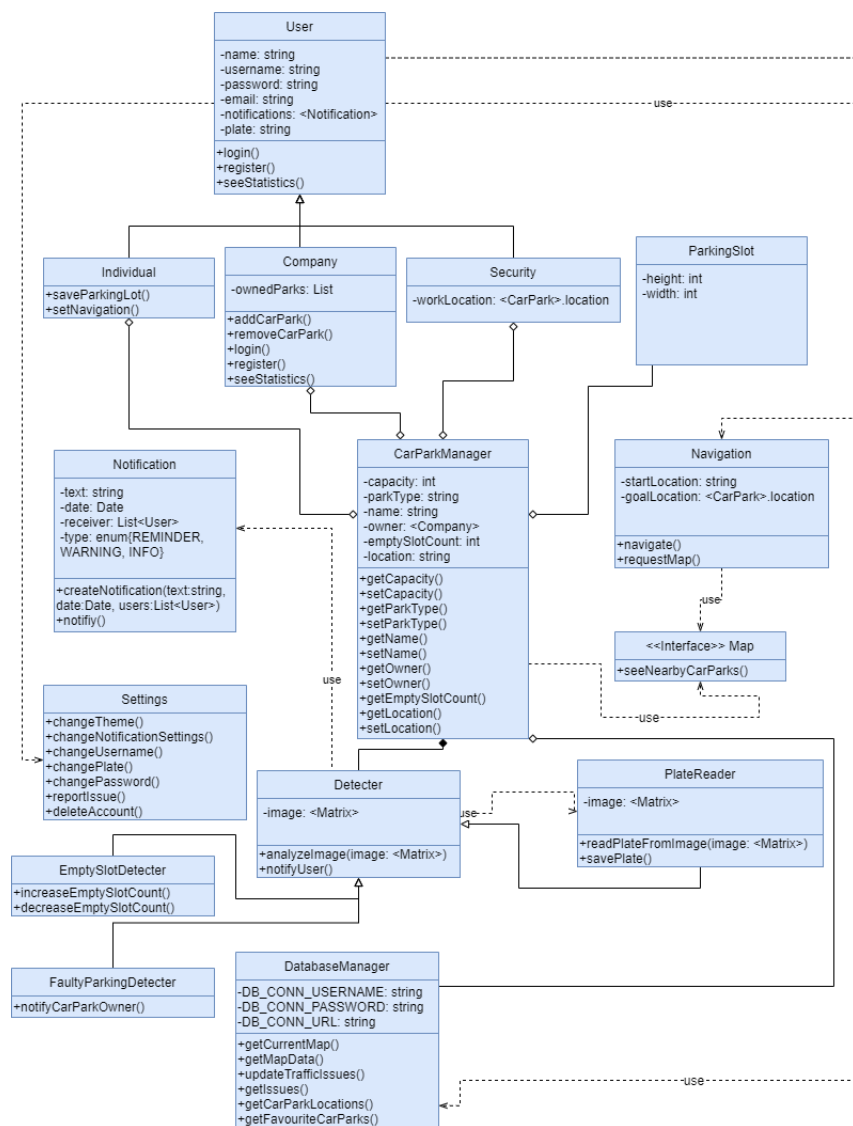 User
-name: string
-username: string
-password: string
-email: string
-notifications: <Notification>
-plate: string
+login()
+register()
+seeStatistics()
use
Individual
+saveParkingLot()
+setNavigation()
Company
-ownedParks: List
+addCarPark()
+removeCarPark()
+login()
+register()
+seeStatistics()
Security
-workLocation: <CarPark>.location
ParkingSlot
-height: int
-width: int
Notification
-text: string
-date: Date
-receiver: List<User>
-type: enum{REMINDER,
WARNING, INFO}
+createNotification(text:string,
date:Date, users:List<User>)
+notifiy()
CarParkManager
-capacity: int
-parkType: string
-name: string
-owner: <Company>
-emptySlotCount: int
-location: string
+getCapacity()
+setCapacity()
+getParkType()
+setParkType()
+getName()
+setName()
+getOwner()
+setOwner()
+getEmptySlotCount()
+getLocation()
+setLocation()
Navigation
-startLocation: string
-goalLocation: <CarPark>.location
+navigate()
+requestMap()
use
<<Interface>> Map
+seeNearbyCarParks()
use
use
Settings
+changeTheme()
+changeNotificationSettings()
+changeUsername()
+changePlate()
+changePassword()
+reportIssue()
+deleteAccount()
Detecter
-image: <Matrix>
+analyzeImage(image: <Matrix>)
+notifyUser()
use
PlateReader
-image: <Matrix>
+readPlateFromImage(image: <Matrix>)
+savePlate()
EmptySlotDetecter
+increaseEmptySlotCount()
+decreaseEmptySlotCount()
FaultyParkingDetecter
+notifyCarParkOwner()
DatabaseManager
-DB_CONN_USERNAME: string
-DB_CONN_PASSWORD: string
-DB_CONN_URL: string
+getCurrentMap()
+getMapData()
+updateTrafficIssues()
+getIssues()
+getCarParkLocations()
+getFavouriteCarParks()
use